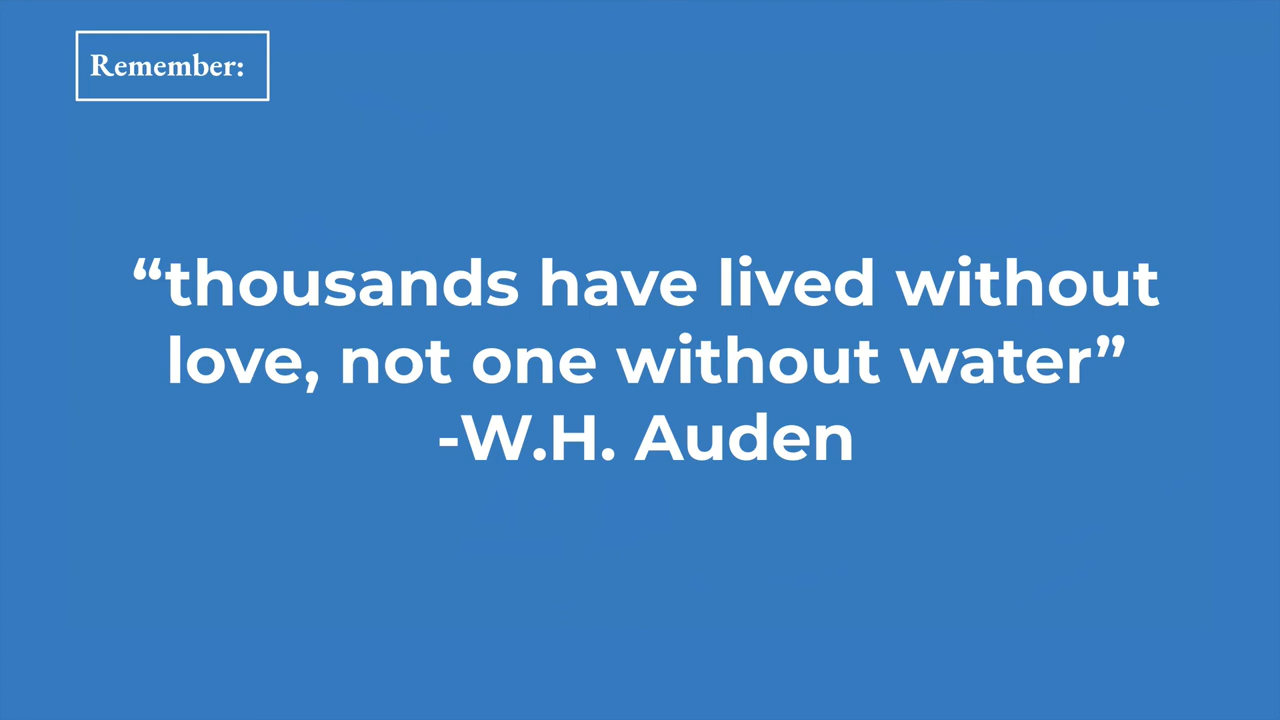 Remember:
“thousands have lived without
love, not one without water”
-W.H. Auden